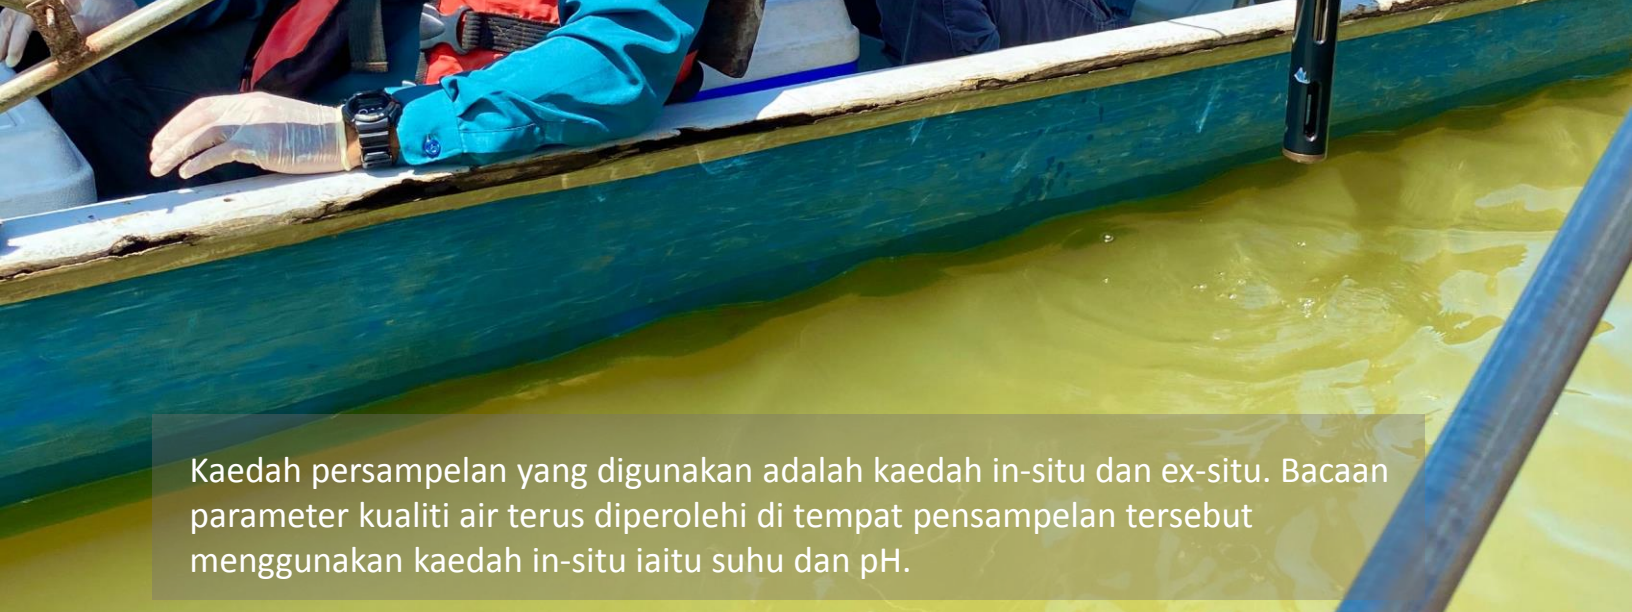 Kaedah persampelan yang digunakan adalah kaedah in-situ dan ex-situ. Bacaan
parameter kualiti air terus diperolehi di tempat pensampelan tersebut
menggunakan kaedah in-situ iaitu suhu dan pH.